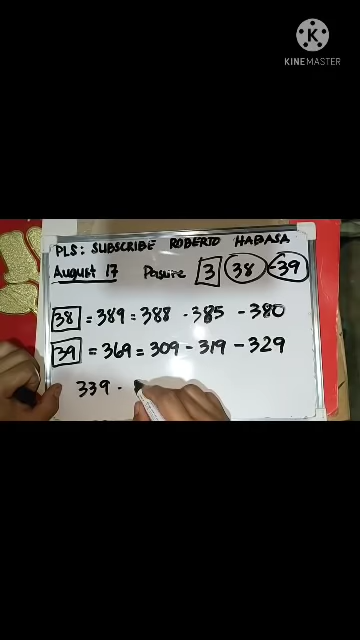 K
KINEMASTER
PLS: SUBSCRIBE ROBERTO HABASA
August 17 Pasure 3 38 -39
38 = 389 = 388 - 385 - 380
39 = 369 = 309 - 319 - 329
339 -